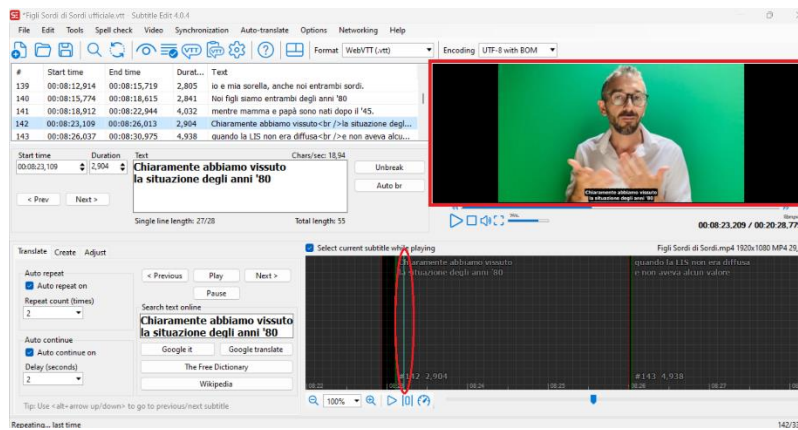 *Figli Sordi di Sordi ufficiale.vtt - Subtitle Edit 4.0.4
File Edit Tools Spell check Video Synchronization Auto-translate Options Networking Help
Format WebVTT (.vtt) Encoding UTF-8 with BOM
# Start time End time Durat... Text
139 00:08:12,914 00:08:15,719 2,805 io e mia sorella, anche noi entrambi sordi.
140 00:08:15,774 00:08:18,615 2,841 Noi figli siamo entrambi degli anni '80
141 00:08:18,912 00:08:22,944 4,032 mentre mamma e papà sono nati dopo il '45.
142 00:08:23,109 00:08:26,013 2,904 Chiaramente abbiamo vissuto<br />la situazione degl...
143 00:08:26,037 00:08:30,975 4,938 quando la LIS non era diffusa<br />e non aveva alcu...
Start time Duration Text Chars/sec: 18,94
00:08:23,109 2,904 Chiaramente abbiamo vissuto
la situazione degli anni '80
Unbreak
Auto br
< Prev Next >
Single line length: 27/28 Total length: 55
Chiaramente abbiamo vissuto
la situazione degli anni '80
00:08:23,209 / 00:20:28,77
Translate Create Adjust
Auto repeat
Auto repeat on
Repeat count (times)
2
Auto continue
Auto continue on
Delay (seconds)
2
< Previous Play Next >
Pause
Search text online
Chiaramente abbiamo vissuto
la situazione degli anni '80
Google it Google translate
The Free Dictionary
Wikipedia
Tip: Use <alt+arrow up/down> to go to previous/next subtitle
Select current subtitle while playing Figli Sordi di Sordi.mp4 1920x1080 MP4 29,
Chiaramente abbiamo vissuto
la situazione degli anni '80
quando la LIS non era diffusa
e non aveva alcun valore
#142 2,904 #143 4,938
08:22 08:24 08:25 08:26 08:27
100%
Repeating... last time 142/33